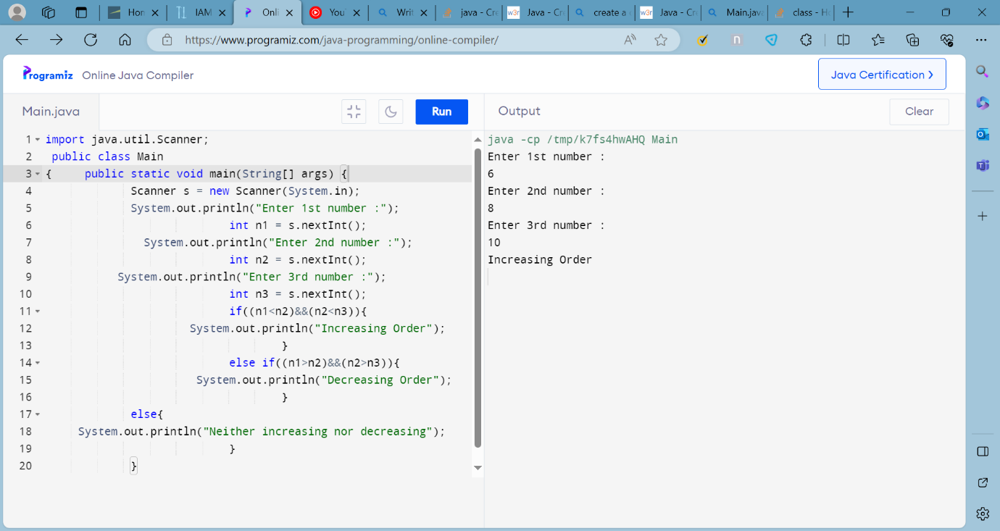 Hon
IAM
Onli
You
Writ
java - Cre
w3r Java - Cr
create a
w3r Java - Cr
Main.java
class - Ho
https://www.programiz.com/java-programming/online-compiler/
Programiz Online Java Compiler
Java Certification >
Main.java
Run
Output
Clear
1 import java.util.Scanner;
2 public class Main
3 { public static void main(String[] args) {
4 Scanner s = new Scanner(System.in);
5 System.out.println("Enter 1st number :");
6 int n1 = s.nextInt();
7 System.out.println("Enter 2nd number :");
8 int n2 = s.nextInt();
9 System.out.println("Enter 3rd number :");
10 int n3 = s.nextInt();
11 if((n1<n2)&&(n2<n3)){
12 System.out.println("Increasing Order");
13 }
14 else if((n1>n2)&&(n2>n3)){
15 System.out.println("Decreasing Order");
16 }
17 else{
18 System.out.println("Neither increasing nor decreasing");
19 }
20 }
java -cp /tmp/k7fs4hwAHQ Main
Enter 1st number :
6
Enter 2nd number :
8
Enter 3rd number :
10
Increasing Order